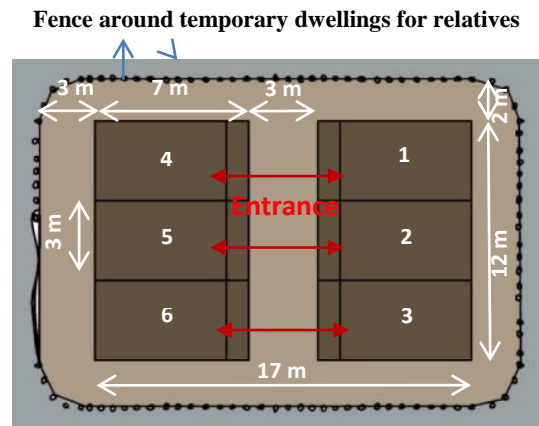 Fence around temporary dwellings for relatives
3 m
7 m
3 m
2 m
4
1
Entrance
3 m
5
2
12 m
6
3
17 m